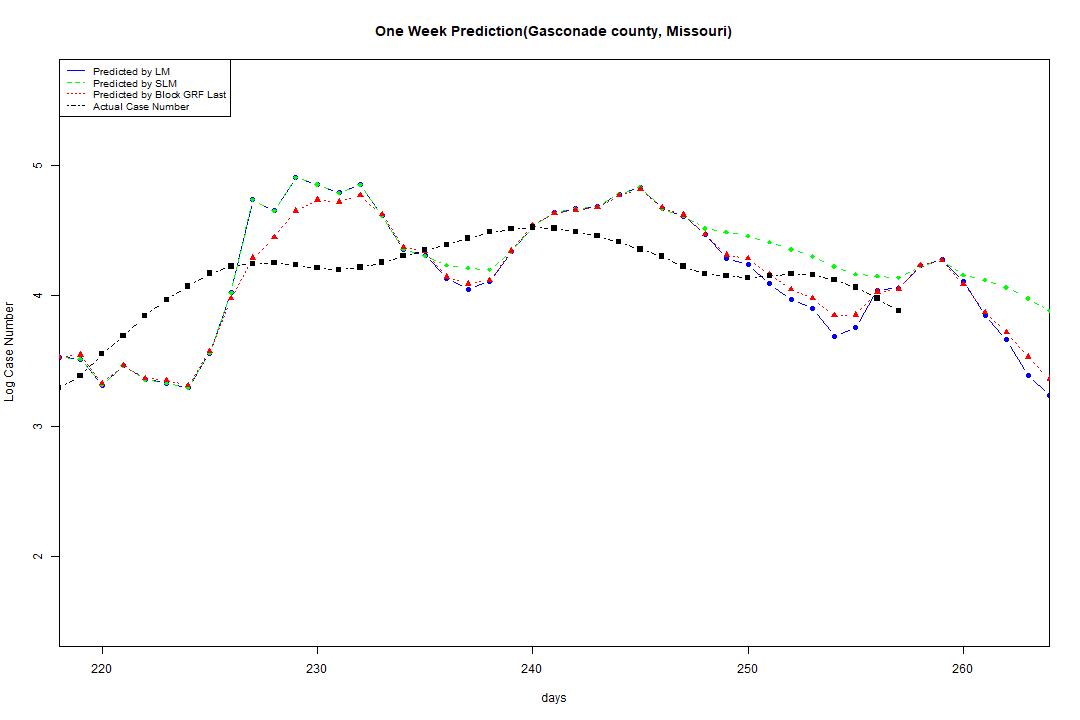 One Week Prediction(Gasconade county, Missouri)
Predicted by LM
Predicted by SLM
Predicted by Block GRF Last
Actual Case Number
5
4
3
2
Log Case Number
220 230 240 250 260
days